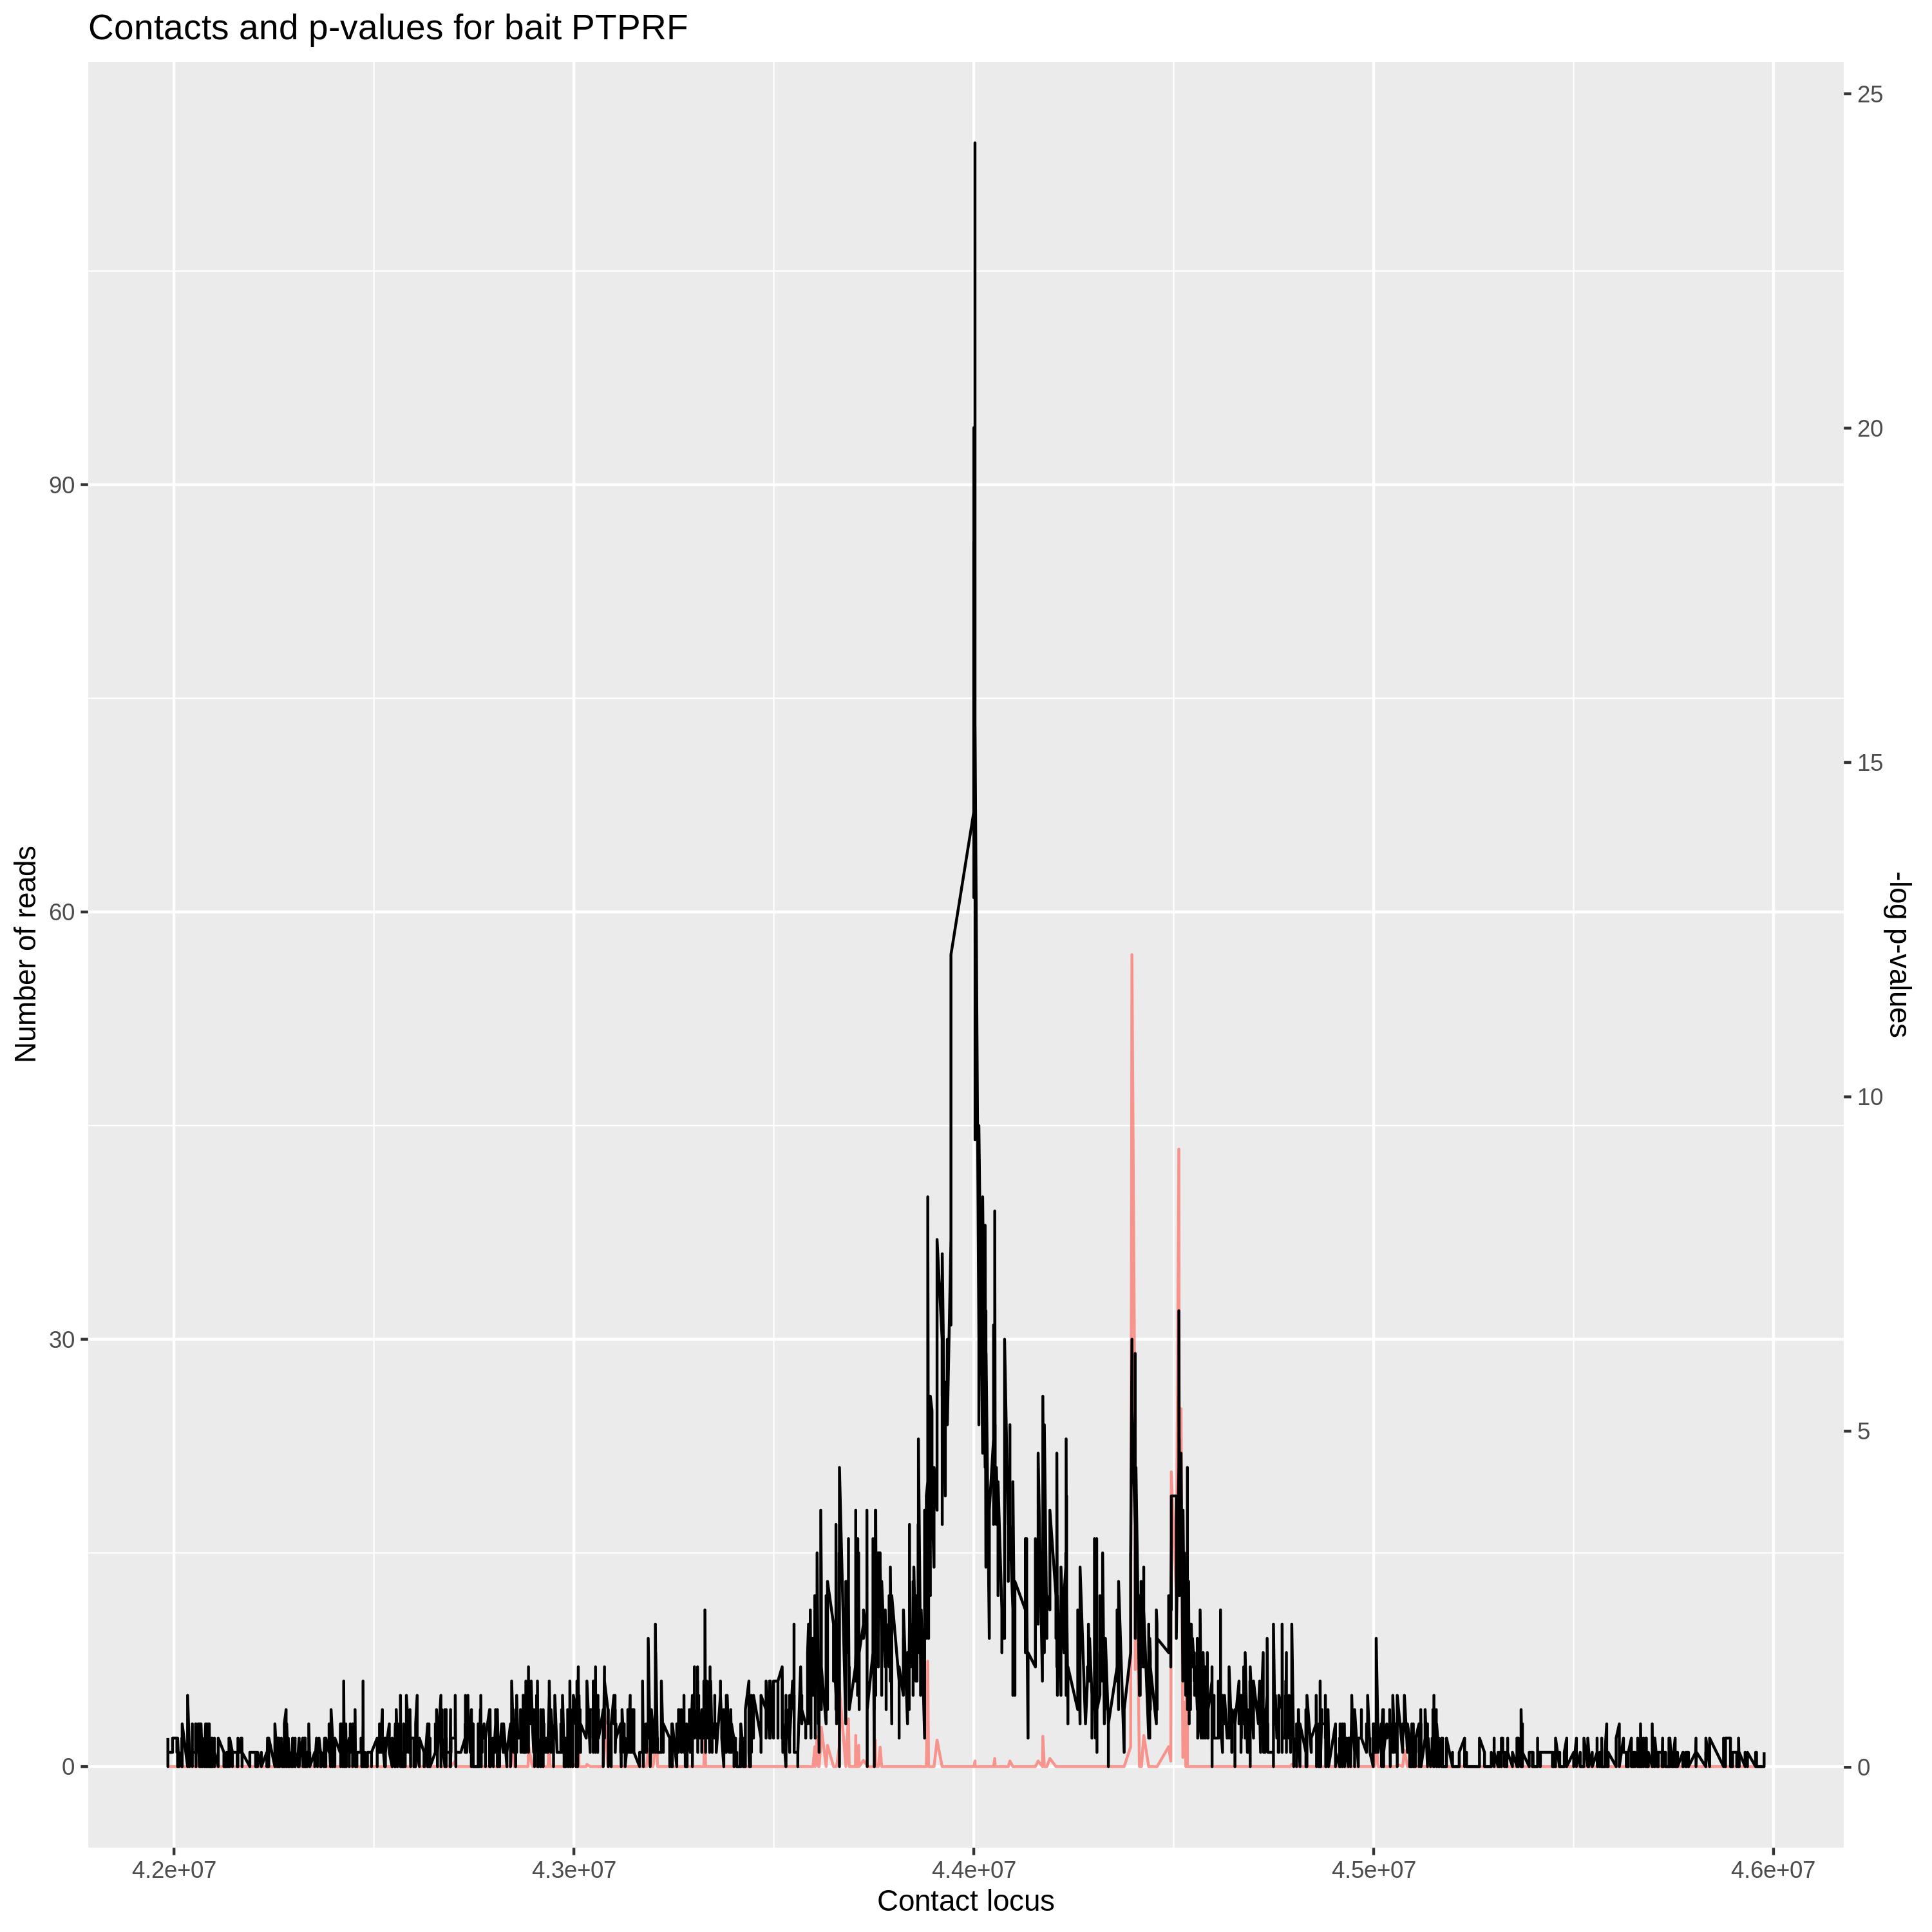 Contacts and p-values for bait PTPRF
Number of reads
90
60
30
0
25
20
15
10
5
0
-log p-values
4.2e+07
4.3e+07
4.4e+07
4.5e+07
4.6e+07
Contact locus